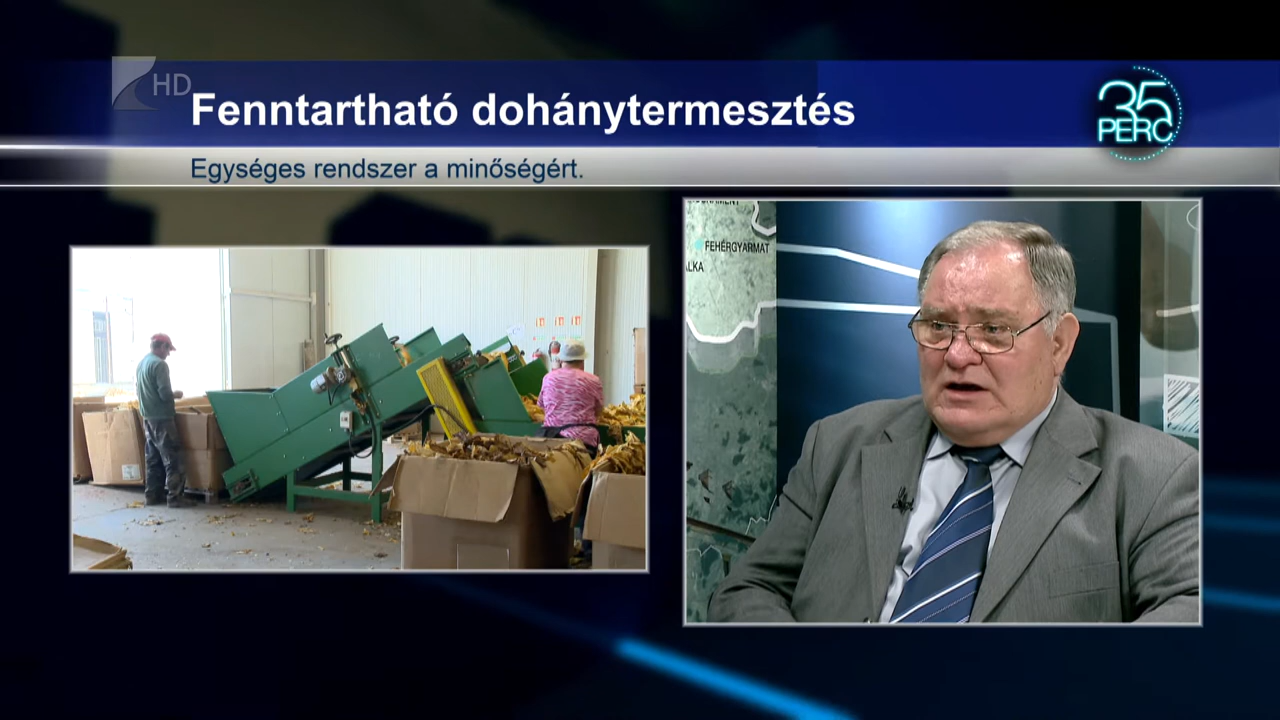 HD
Fenntartható dohánytermesztés
35
PERC
Egységes rendszer a minőségért.
FEHÉRGYARMAT